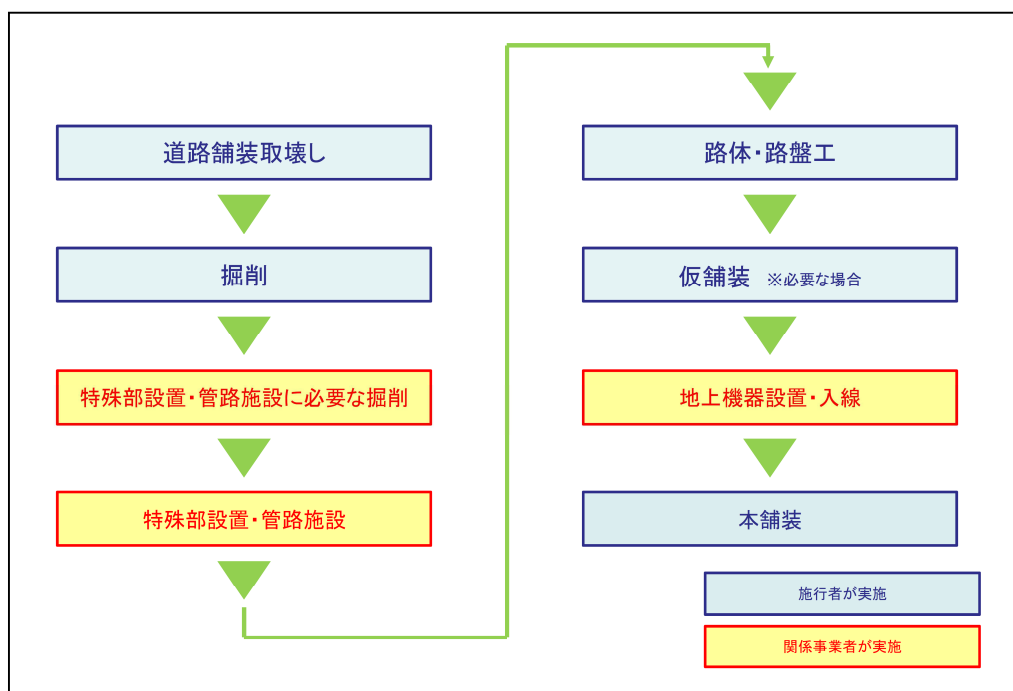 道路舗装取壊し
掘削
特殊部設置・管路施設に必要な掘削
特殊部設置・管路施設
路体・路盤工
仮舗装 ※必要な場合
地上機器設置・入線
本舗装
施行者が実施
関係事業者が実施